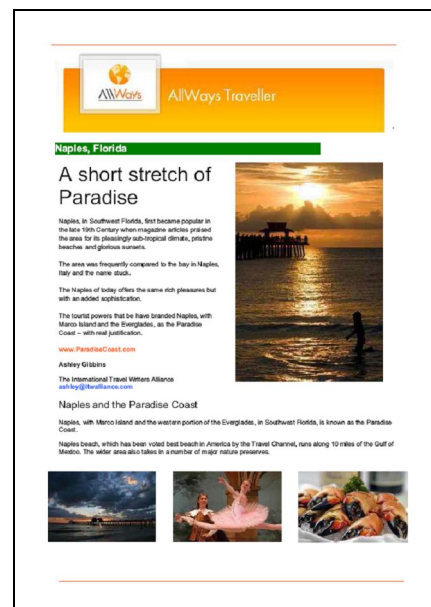 AllWays
AllWays Traveller
Naples, Florida
A short stretch of
Paradise
Naples, in Southwest Florida, first became popular in
the late 19th Century when magazine articles praised
the area for its pleasingly sub-tropical climate, pristine
beaches and glorious sunsets.
The area was frequently compared to the bay in Naples,
Italy and the name stuck.
The Naples of today offers the same rich pleasures but
with an added sophistication.
The tourist powers that be have branded Naples, with
Marco Island and the Everglades, as the Paradise
Coast – with real justification.
www.ParadiseCoast.com
Ashley Gibbins
The International Travel Writers Alliance
ashley@itwalliance.com
Naples and the Paradise Coast
Naples, with Marco Island and the western portion of the Everglades, in Southwest Florida, is known as the Paradise
Coast.
Naples beach, which has been voted best beach in America by the Travel Channel, runs along 10 miles of the Gulf of
Mexico. The wider area also takes in a number of major nature preserves.